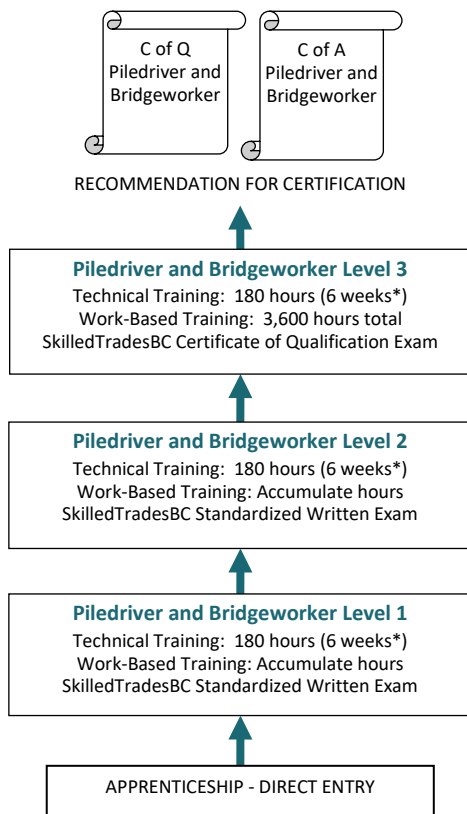 C of Q
Piledriver and
Bridgeworker
C of A
Piledriver and
Bridgeworker
RECOMMENDATION FOR CERTIFICATION
Piledriver and Bridgeworker Level 3
Technical Training: 180 hours (6 weeks*)
Work-Based Training: 3,600 hours total
SkilledTradesBC Certificate of Qualification Exam
Piledriver and Bridgeworker Level 2
Technical Training: 180 hours (6 weeks*)
Work-Based Training: Accumulate hours
SkilledTradesBC Standardized Written Exam
Piledriver and Bridgeworker Level 1
Technical Training: 180 hours (6 weeks*)
Work-Based Training: Accumulate hours
SkilledTradesBC Standardized Written Exam
APPRENTICESHIP - DIRECT ENTRY